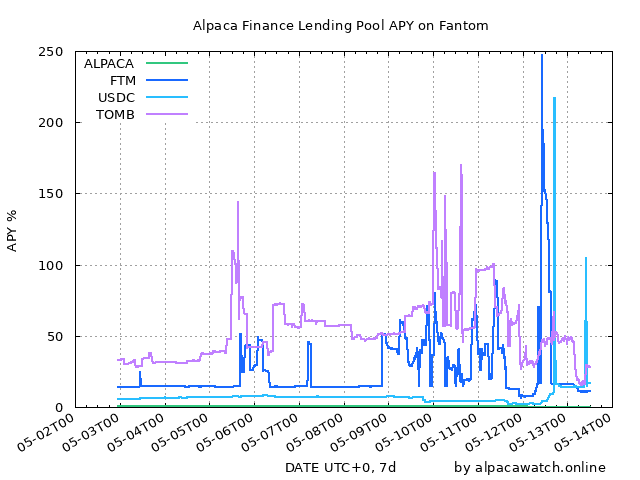 Alpaca Finance Lending Pool APY on Fantom
250
200
150
100
50
0
APY %
ALPACA
FTM
USDC
TOMB
05-02T00
05-03T00
05-04T00
05-05T00
05-06T00
05-07T00
05-08T00
05-09T00
05-10T00
05-11T00
05-12T00
05-13T00
05-14T00
DATE UTC+0, 7d
by alpacawatch.online